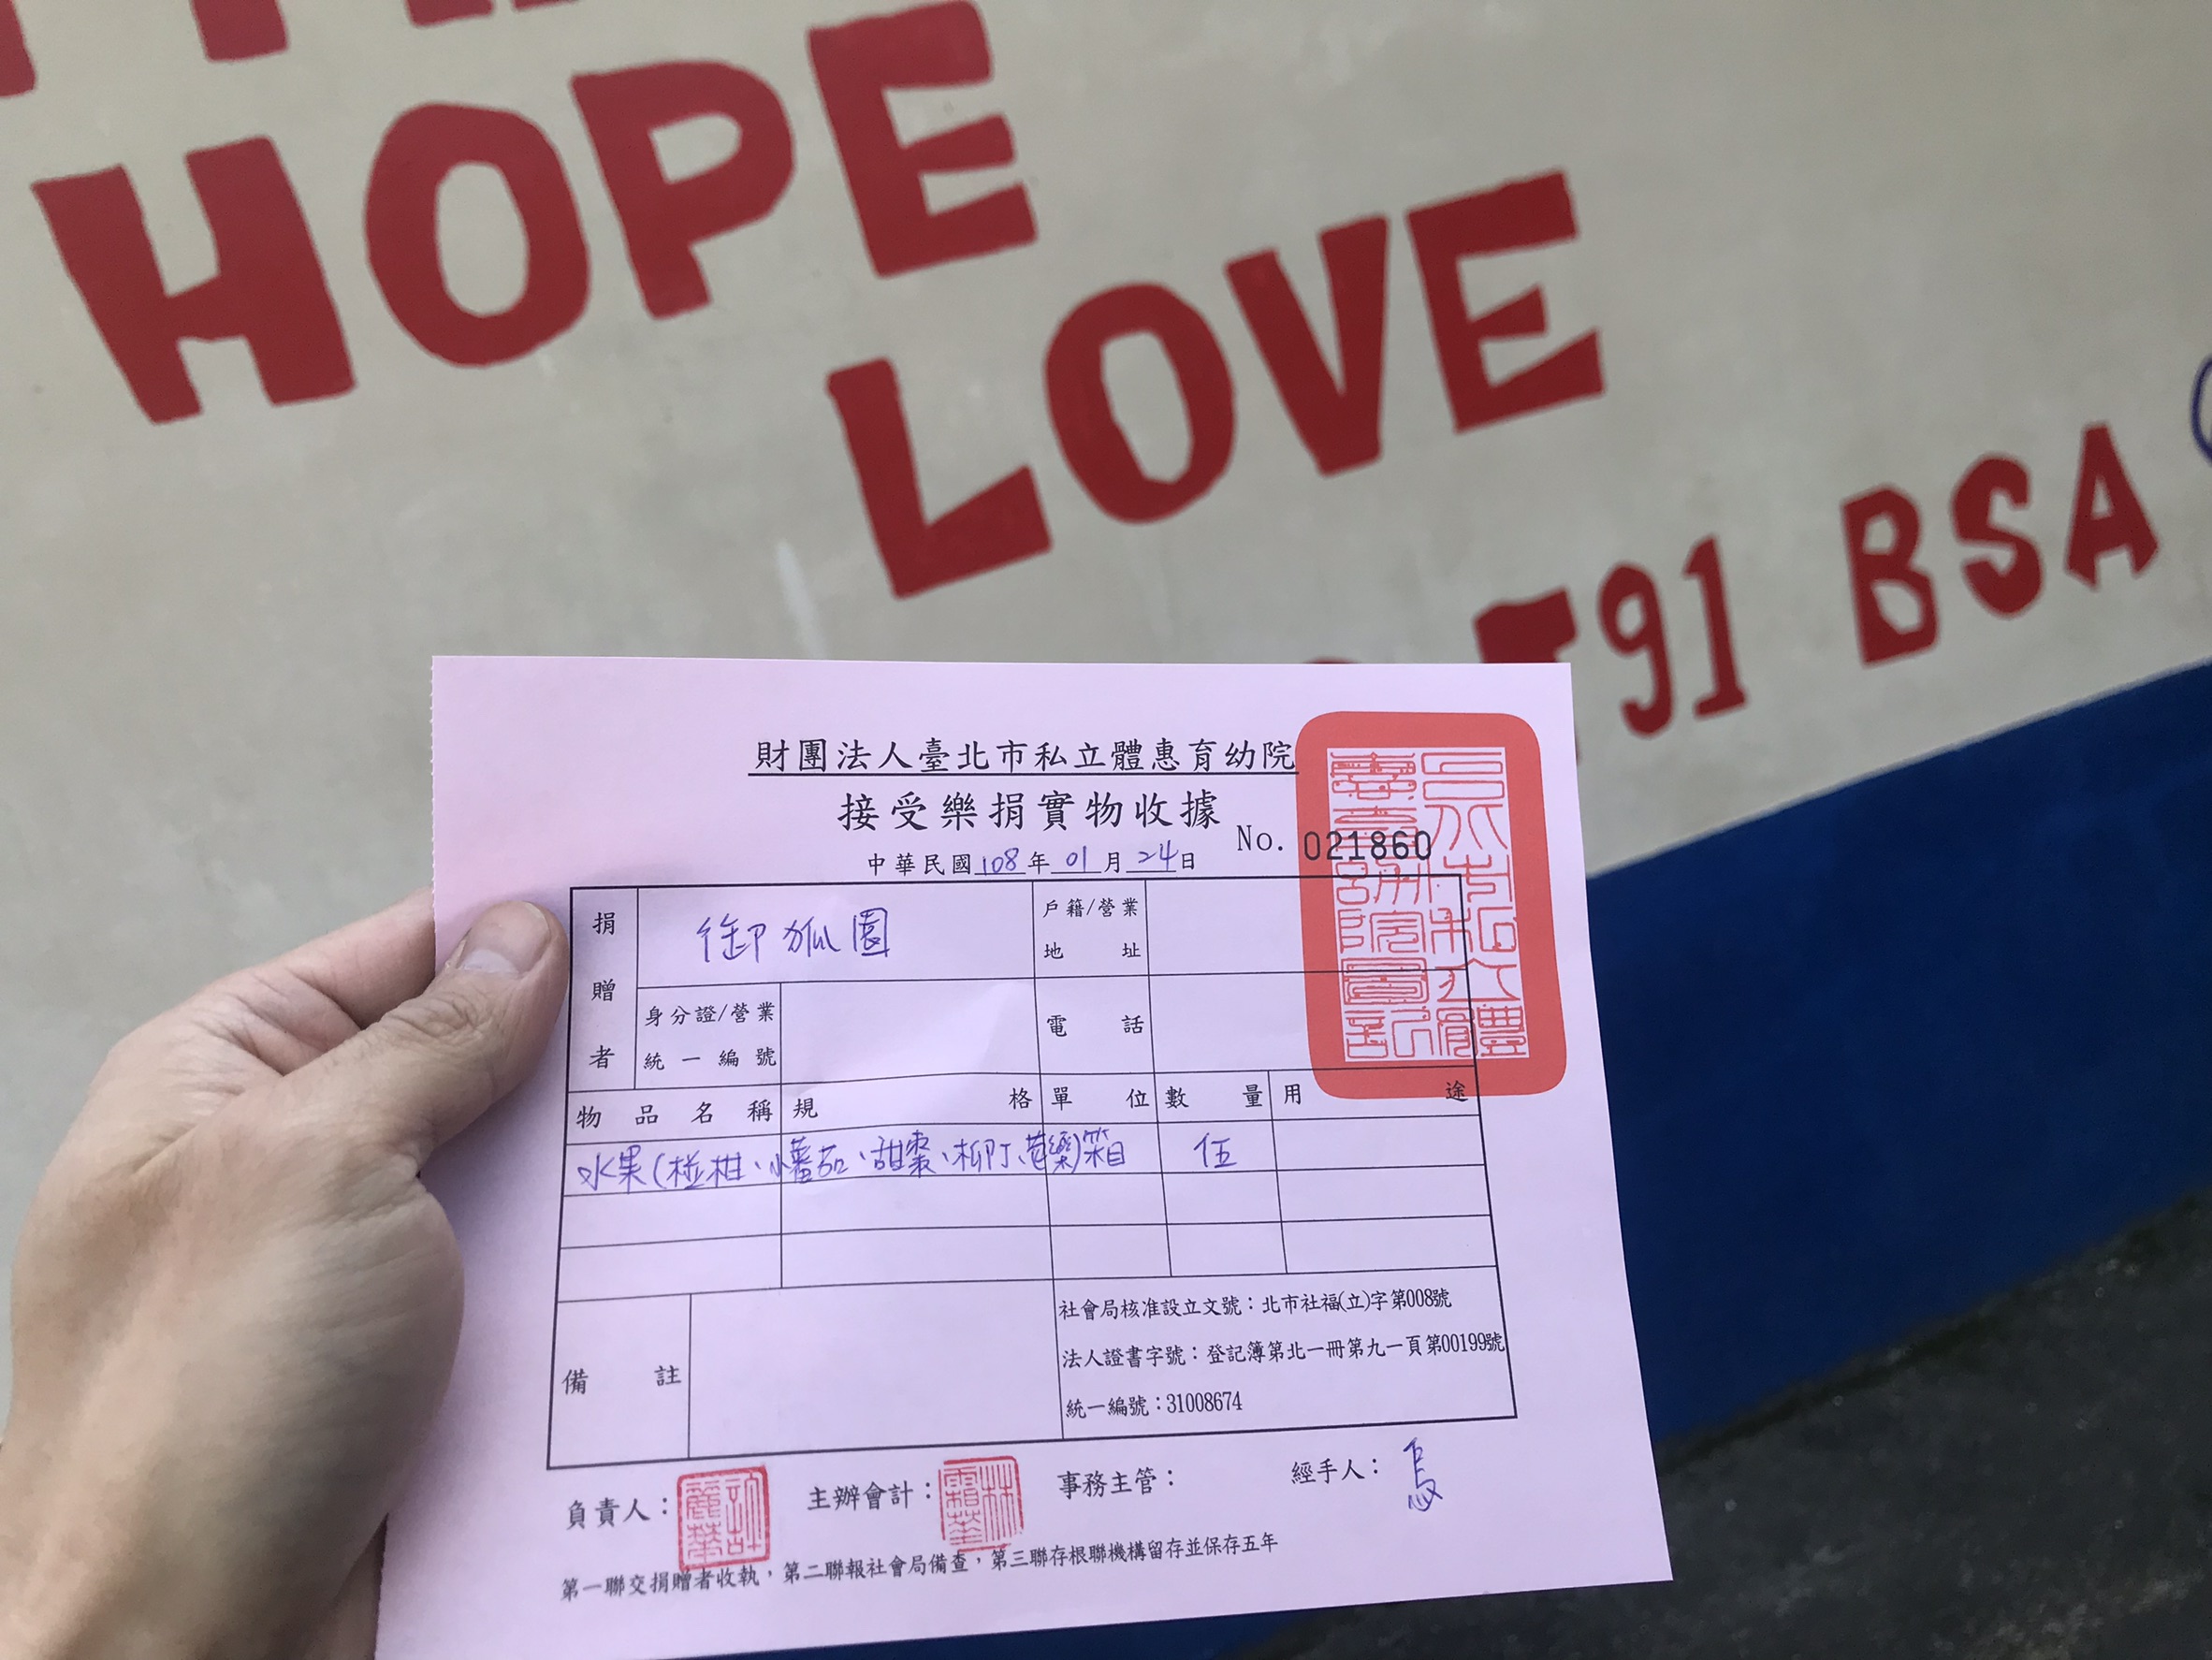 HOPE
LOVE
591 BSA
財團法人臺北市私立體惠育幼院
接受樂捐實物收據
No. 021860
中華民國108年01月24日
捐贈者
御狐園
戶籍/營業地址
身分證/營業統一編號
電話
物品名稱 規格 單位 數量 用途
水果(椪柑、蕃茄、甜棗、柳丁、芭樂) 箱 伍
備註
社會局核准設立文號：北市社福(立)字第008號
法人證書字號：登記簿第北一冊第九一頁第00199號
統一編號：31008674
負責人： 主辦會計： 事務主管： 經手人：
第一聯交捐贈者收執，第二聯報社會局備查，第三聯存根聯機構留存並保存五年